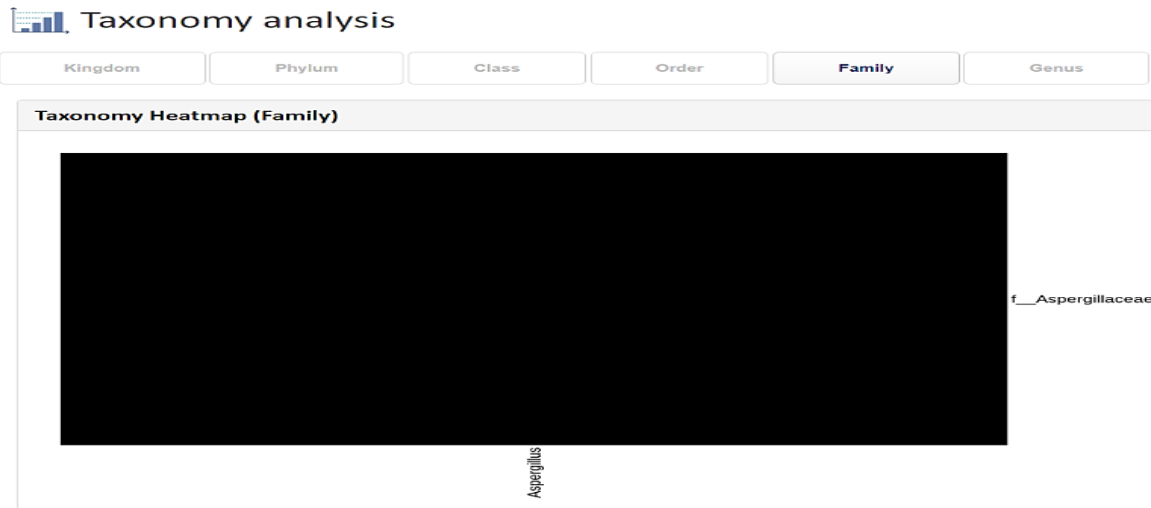 Taxonomy analysis
Kingdom Phylum Class Order Family Genus
Taxonomy Heatmap (Family)
f__Aspergillaceae
Aspergillus